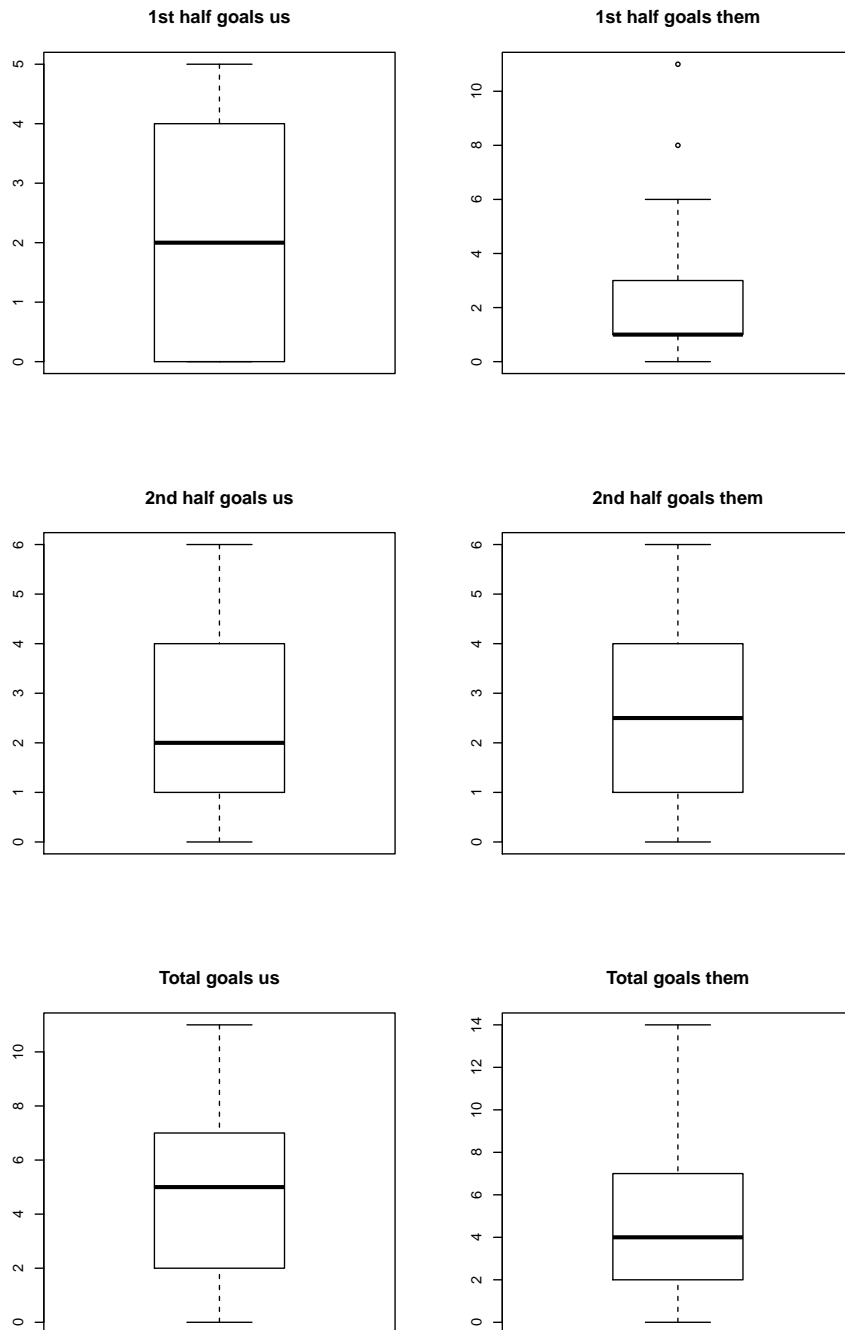 1st half goals us
0 1 2 3 4 5
1st half goals them
0 2 4 6 8 10
2nd half goals us
0 1 2 3 4 5 6
2nd half goals them
0 1 2 3 4 5 6
Total goals us
0 2 4 6 8 10
Total goals them
0 2 4 6 8 10 12 14